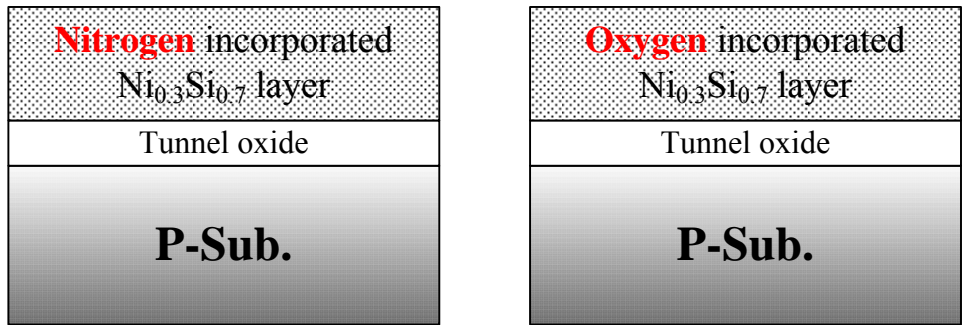 Nitrogen incorporated
Ni0.3Si0.7 layer
Tunnel oxide
P-Sub.
Oxygen incorporated
Ni0.3Si0.7 layer
Tunnel oxide
P-Sub.